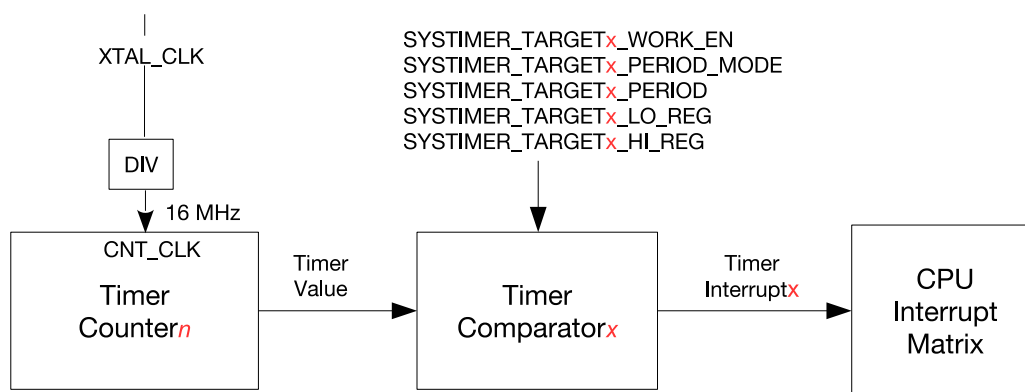 XTAL_CLK
DIV
16 MHz
CNT_CLK
Timer
Countern
Timer
Value
SYSTIMER_TARGETx_WORK_EN
SYSTIMER_TARGETx_PERIOD_MODE
SYSTIMER_TARGETx_PERIOD
SYSTIMER_TARGETx_LO_REG
SYSTIMER_TARGETx_HI_REG
Timer
Comparatorx
Timer
Interruptx
CPU
Interrupt
Matrix